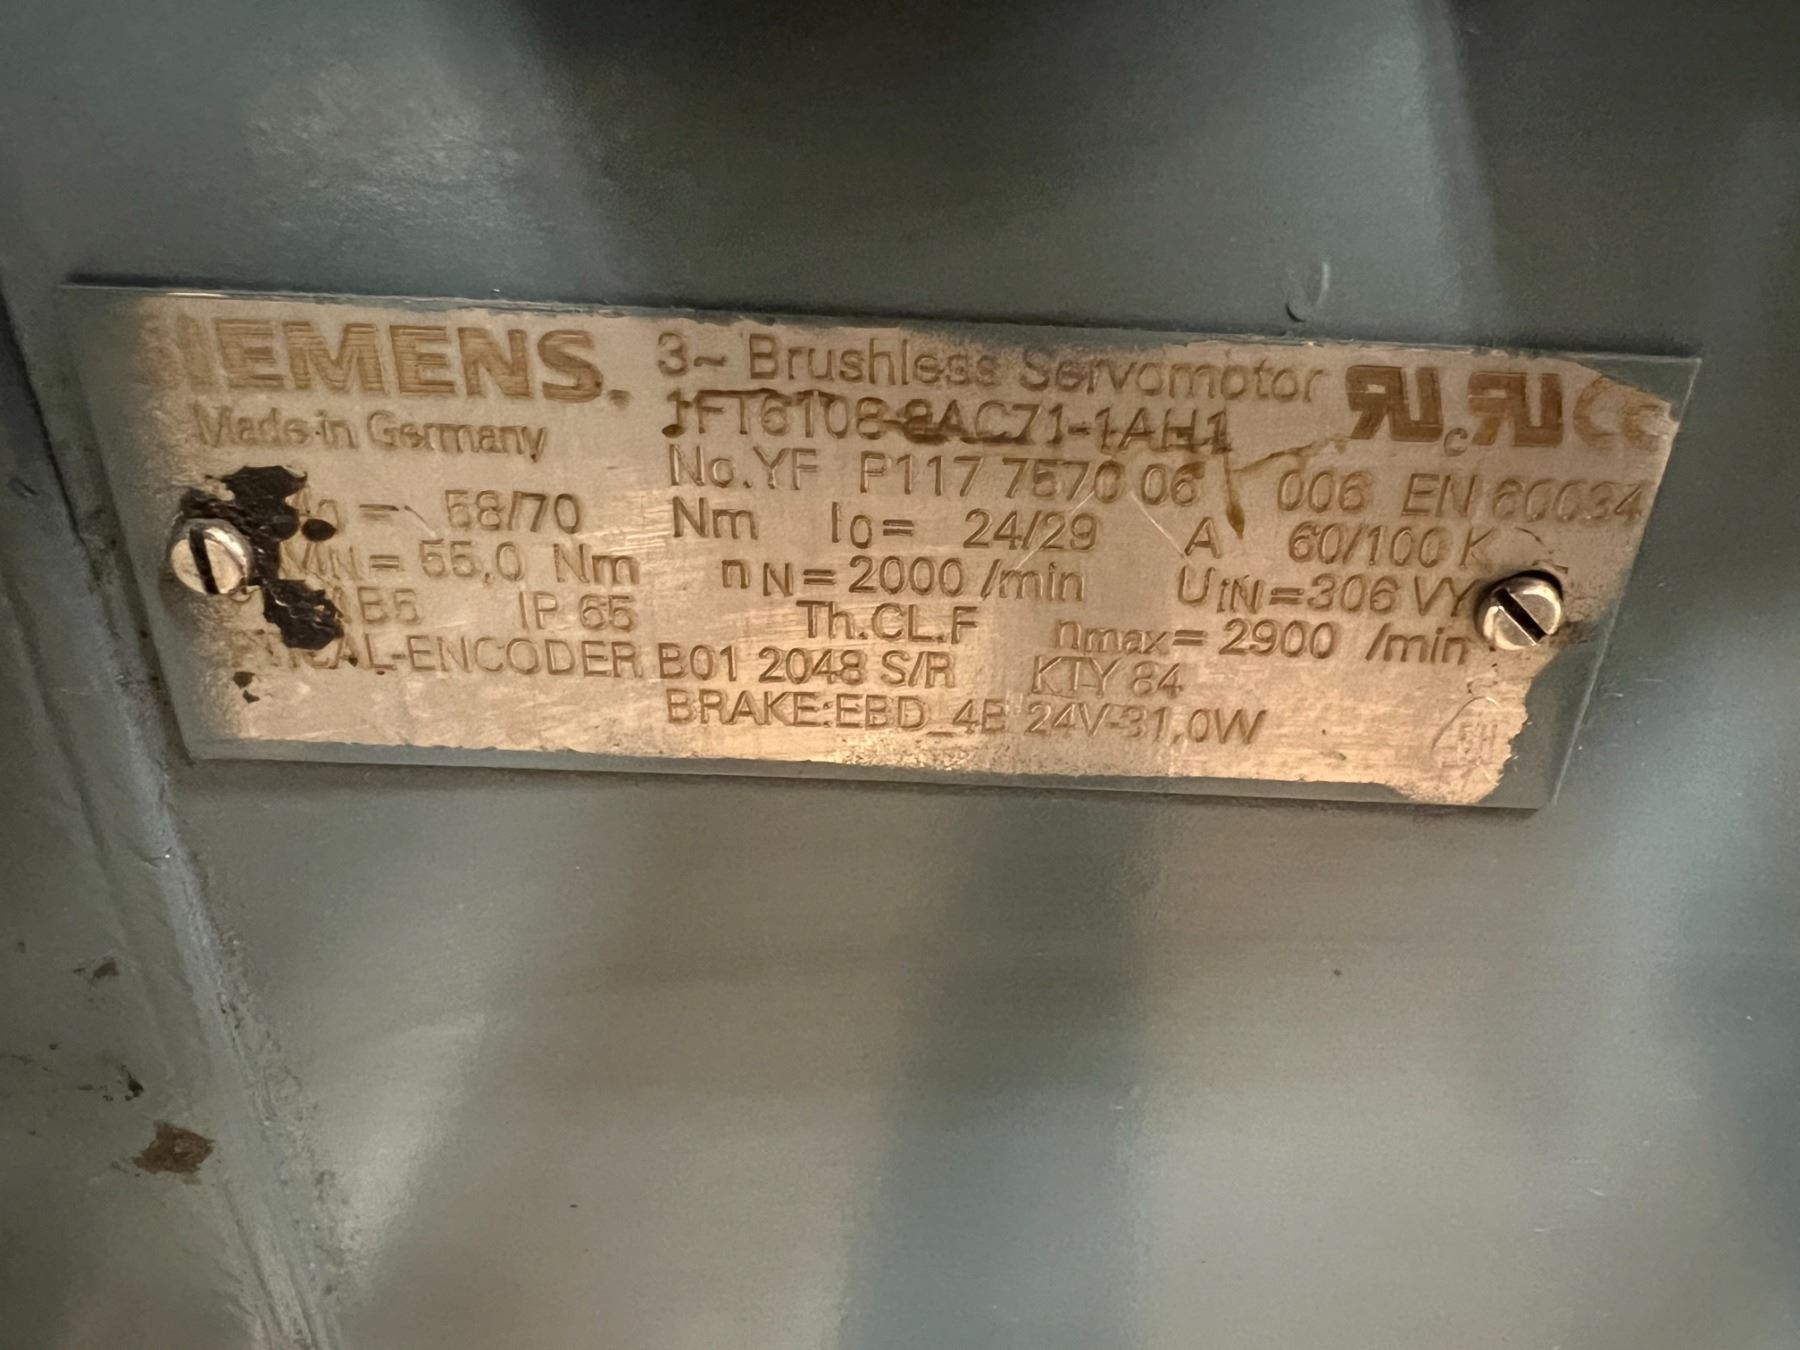 SIEMENS.
3~ Brushless Servomotor
Made in Germany
1FT6108-8AC71-1AH1
No.YF P117 7570 06 006 EN 60034
58/70 Nm I0= 24/29 A 60/100 K
MN = 55,0 Nm nN = 2000 /min UIN=306 VY
IP 65 Th.CL.F nmax= 2900 /min
-ENCODER B01 2048 S/R KTY 84
BRAKE:EBD_4B 24V-31,0W